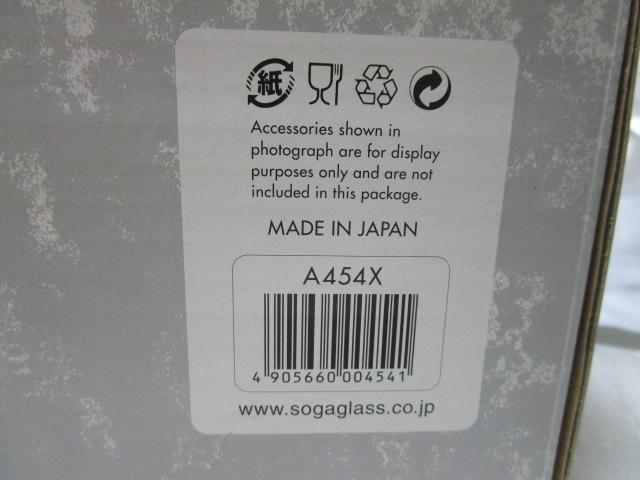 紙
Accessories shown in
photograph are for display
purposes only and are not
included in this package.
MADE IN JAPAN
A454X
4 905660 004541
www.sogaglass.co.jp